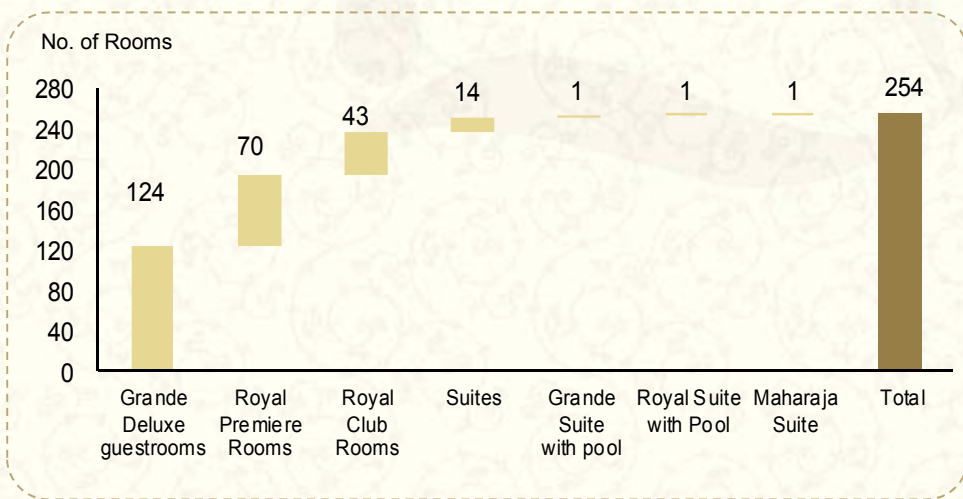 No. of Rooms
280
240
200
160
120
80
40
0
124
70
43
14
1
1
1
254
Grande
Deluxe
guestrooms
Royal
Premiere
Rooms
Royal
Club
Rooms
Suites
Grande
Suite
with pool
Royal Suite
with Pool
Maharaja
Suite
Total